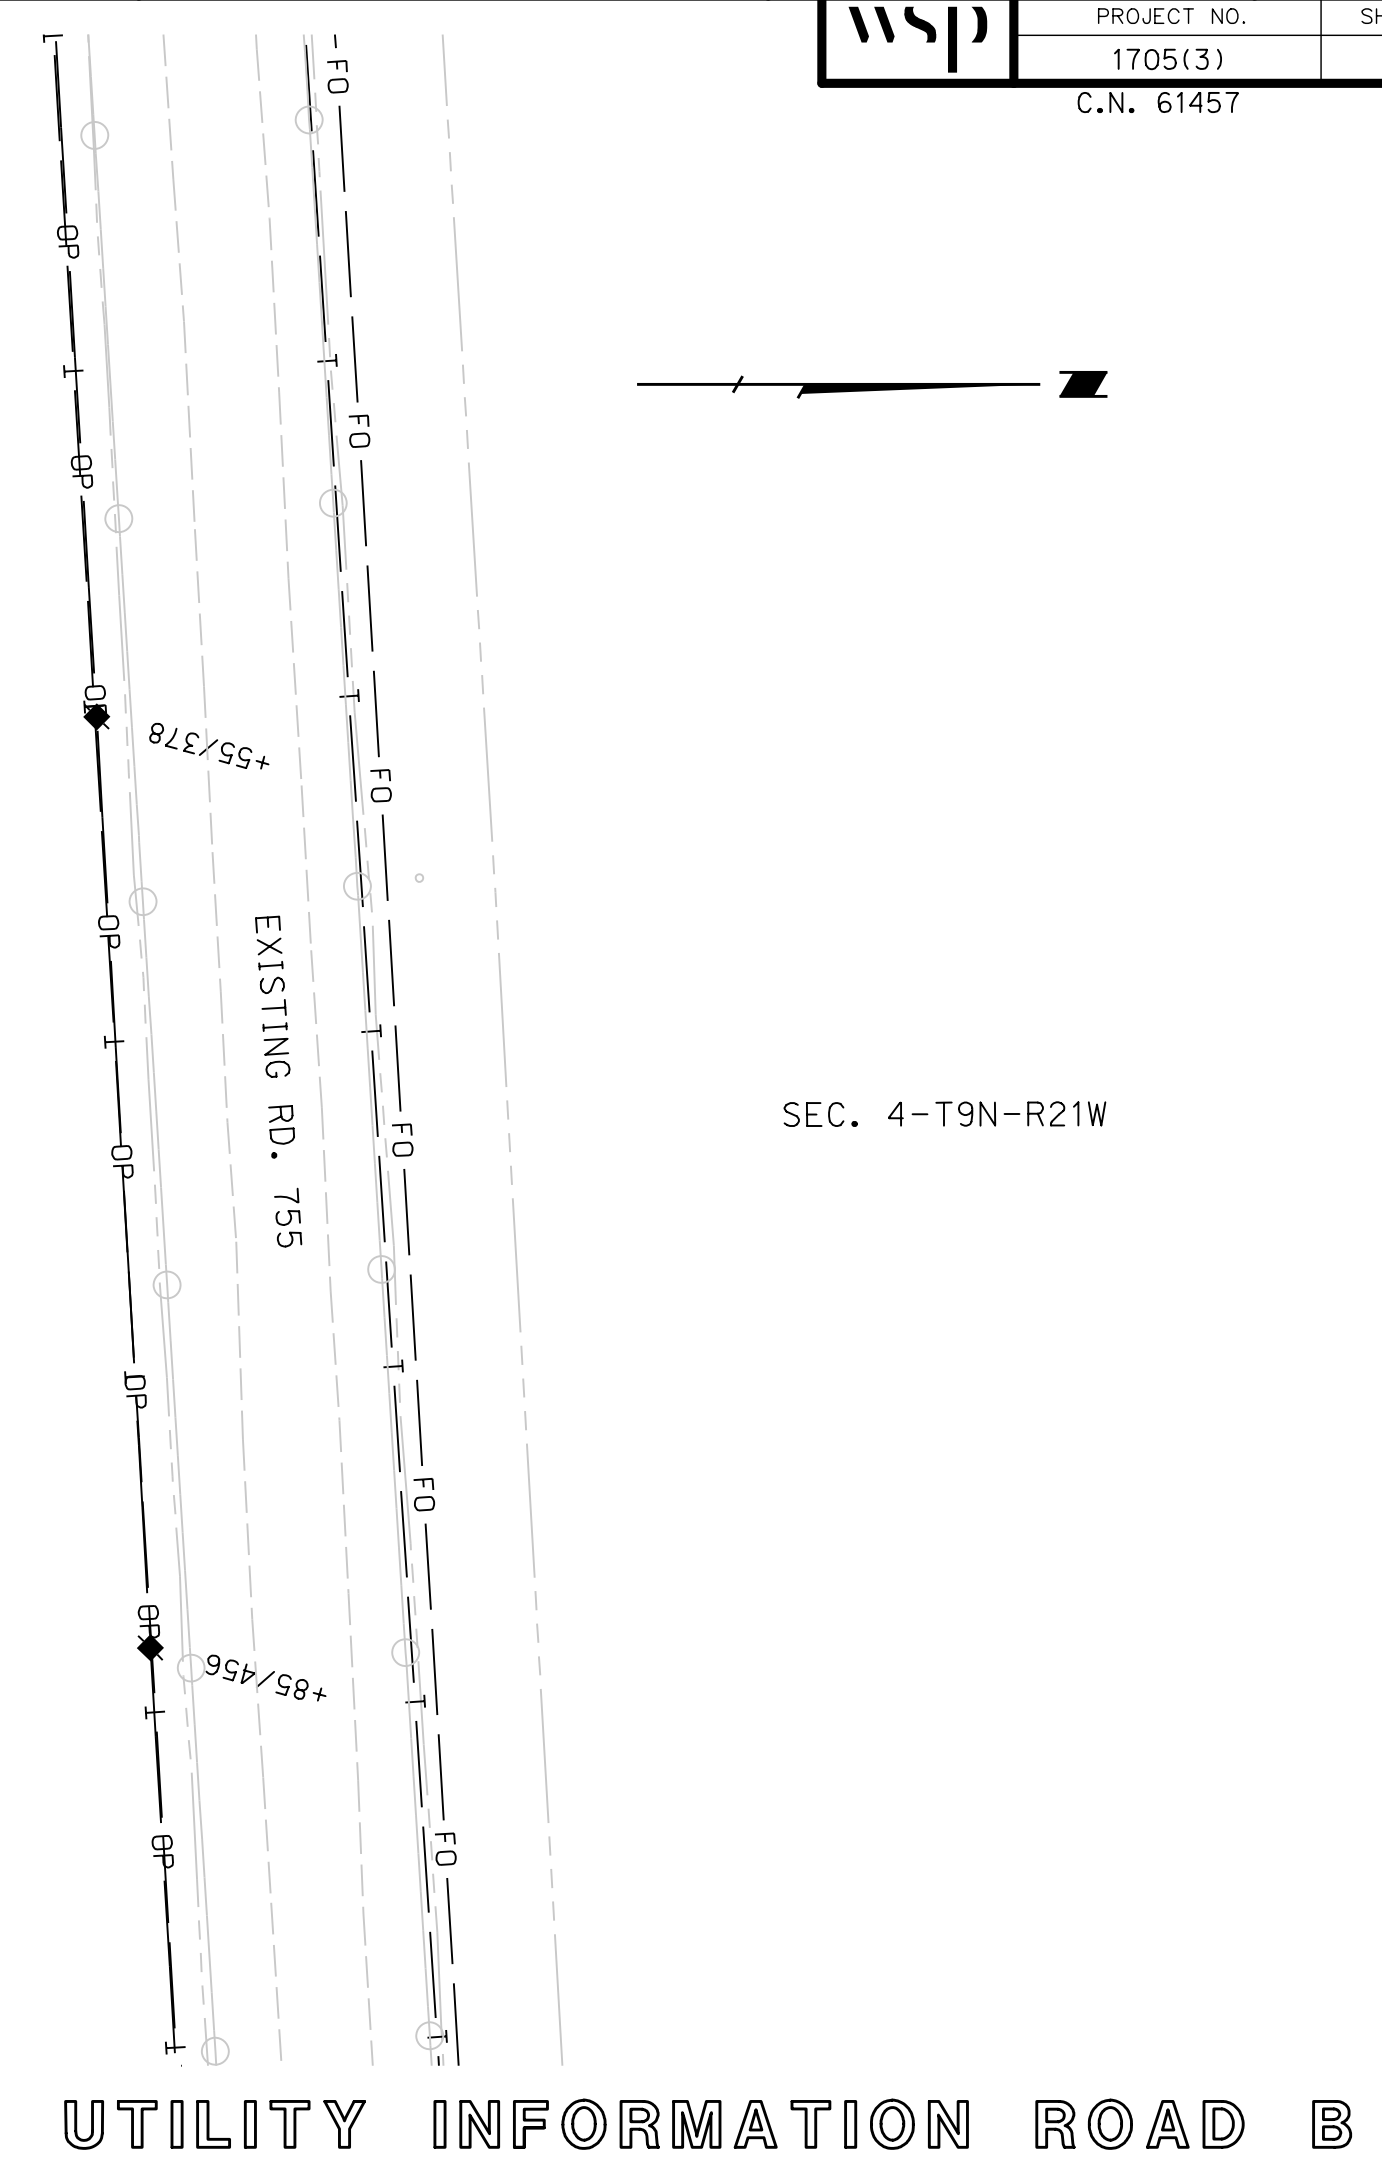 wsp
PROJECT NO.
SH
1705(3)
C.N. 61457
FO
OP
T
T
FO
OP
OP
T
+55/378
FO
OP
EXISTING RD. 755
T
T
SEC. 4-T9N-R21W
FO
OP
T
OP
FO
OP
+85/456
T
T
OP
FO
T
T
UTILITY INFORMATION ROAD B